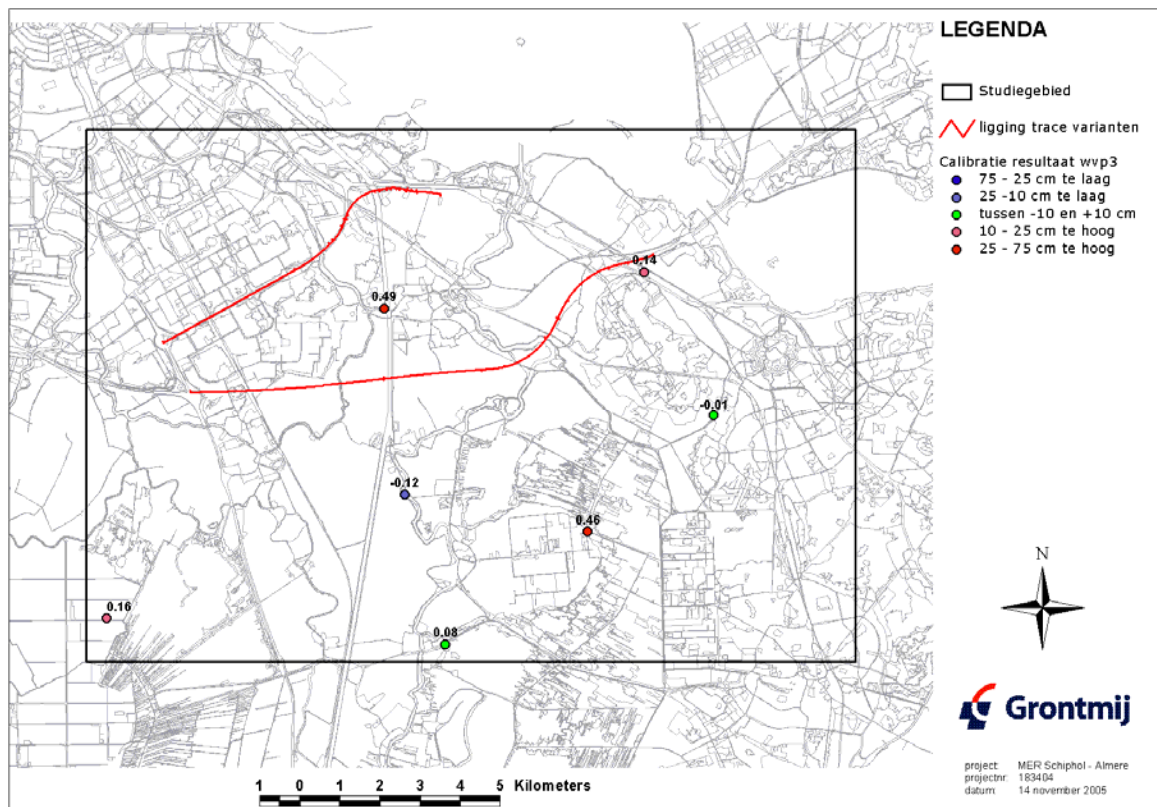 LEGENDA
Studiegebied
ligging trace varianten
Calibratie resultaat wvp3
75 - 25 cm te laag
25 -10 cm te laag
tussen -10 en +10 cm
10 - 25 cm te hoog
25 - 75 cm te hoog
0.14
0.49
-0.01
-0.12
0.46
0.16
0.08
N
Grontmij
project: MER Schiphol - Almere
projectnr: 183404
datum: 14 november 2005
1 0 1 2 3 4 5 Kilometers